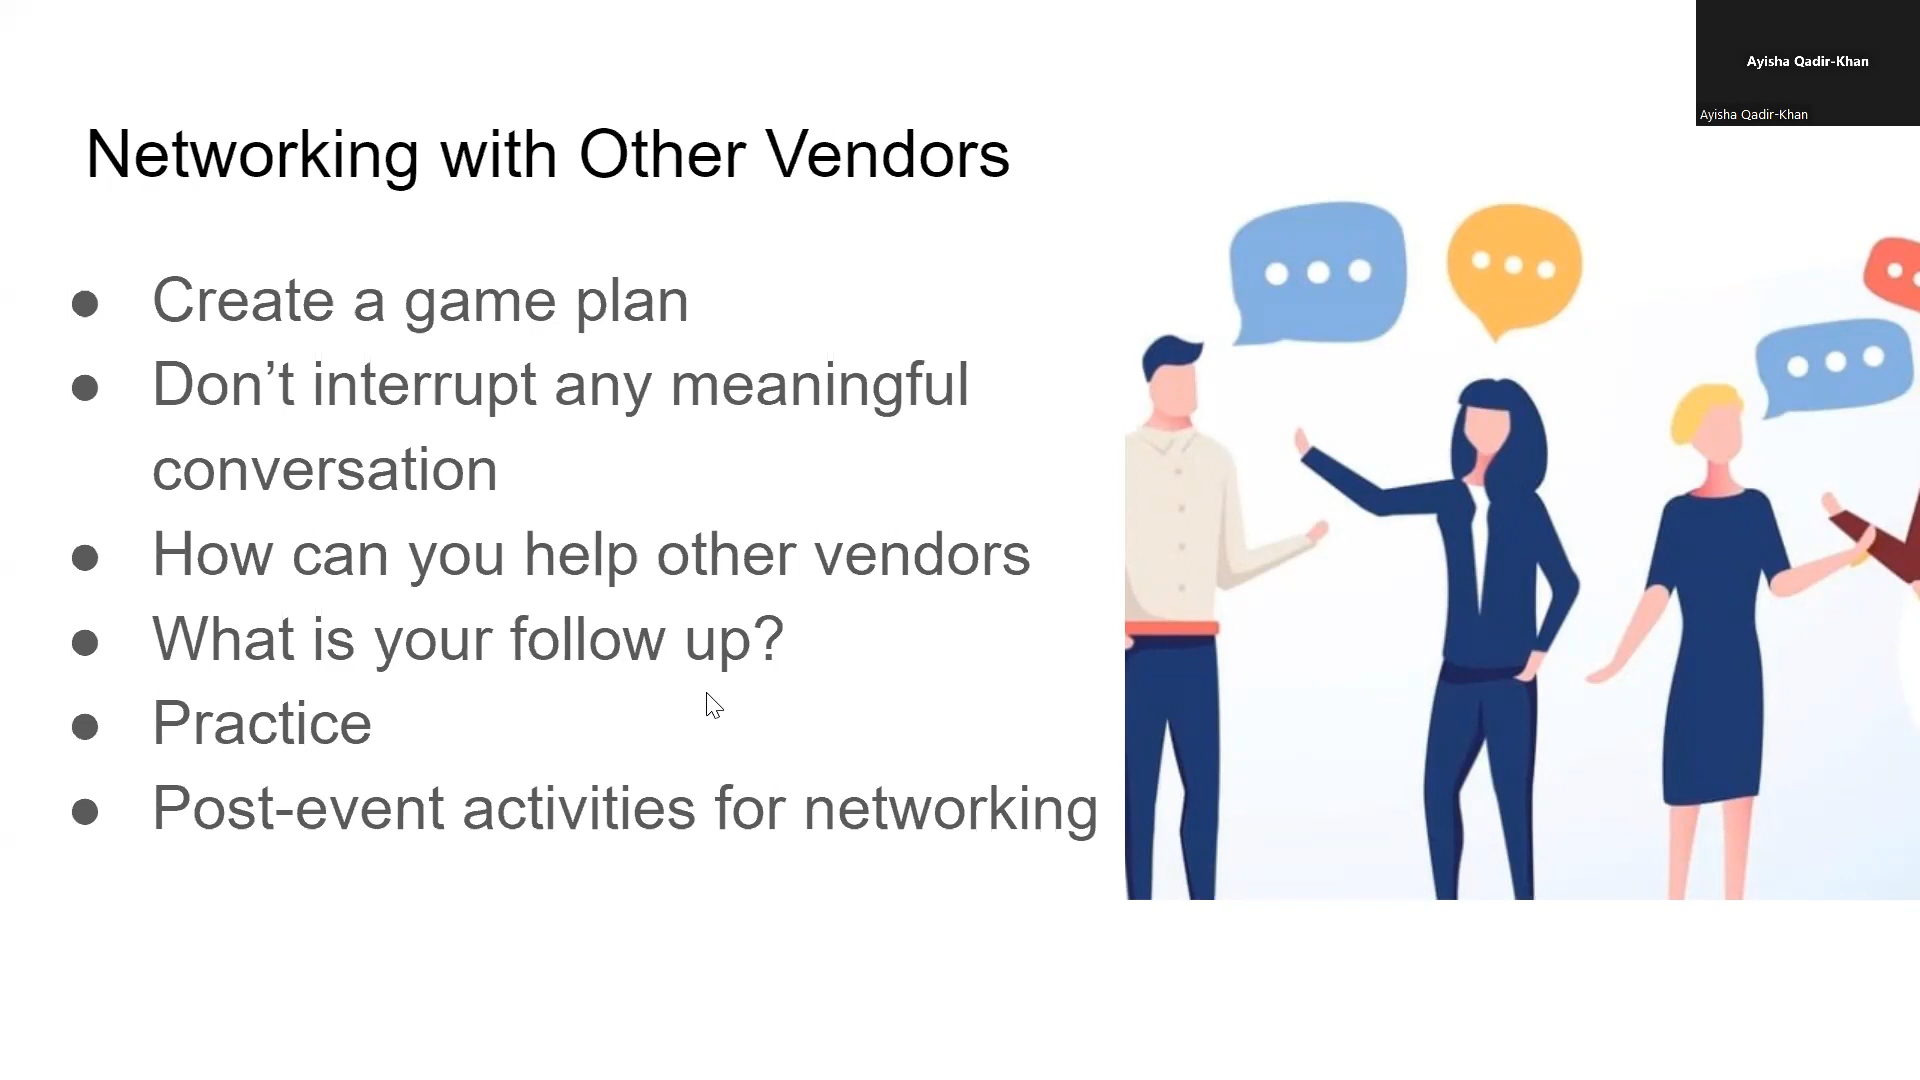 Ayisha Qadir-Khan
Ayisha Qadir-Khan
Networking with Other Vendors
● Create a game plan
● Don’t interrupt any meaningful
conversation
● How can you help other vendors
● What is your follow up?
● Practice
● Post-event activities for networking